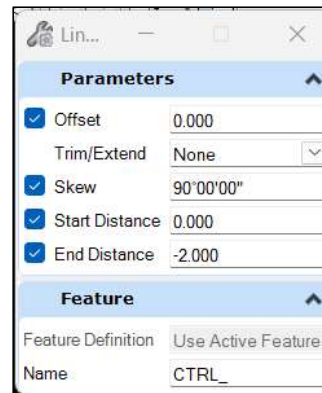 Lin...
Parameters
Offset 0.000
Trim/Extend None
Skew 90°00'00"
Start Distance 0.000
End Distance -2.000
Feature
Feature Definition Use Active Feature
Name CTRL_